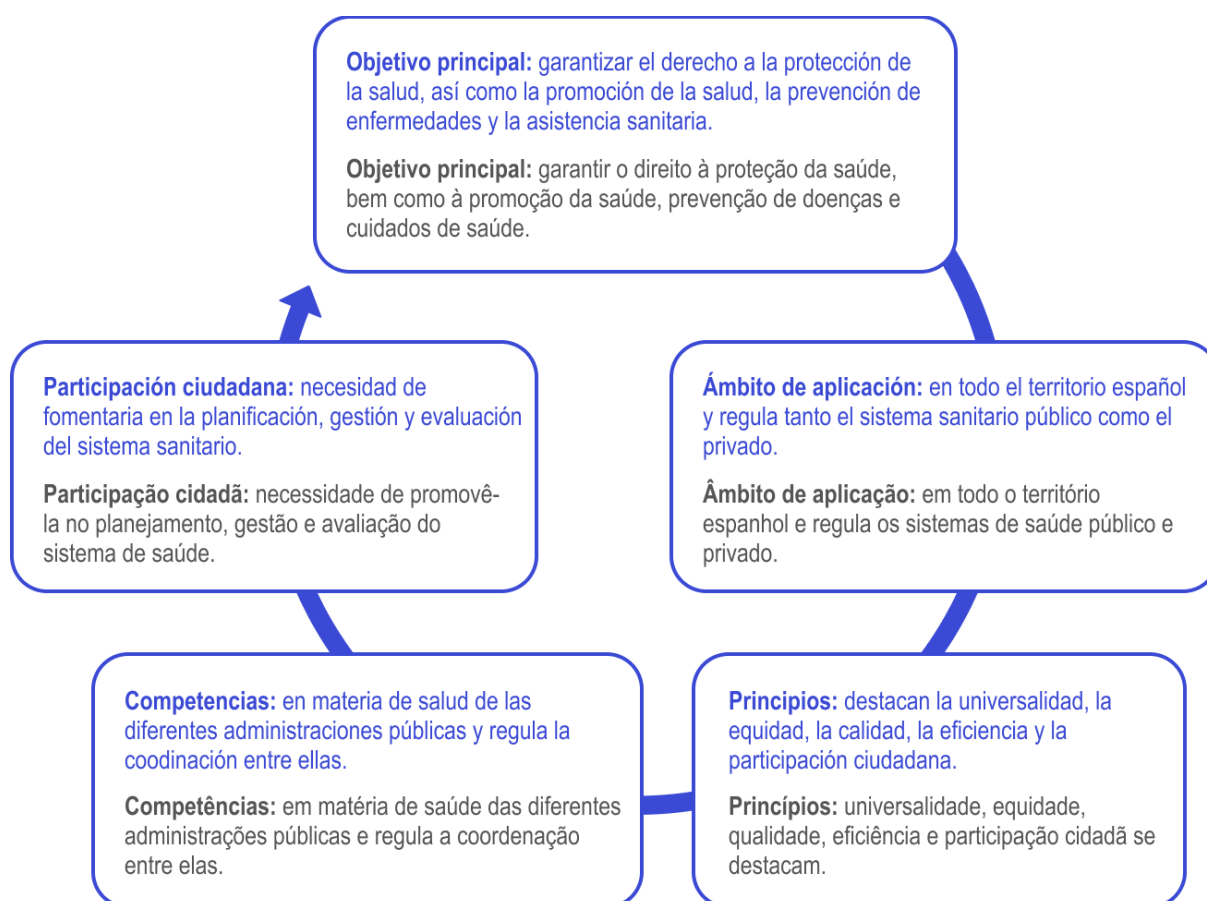 Objetivo principal: garantizar el derecho a la protección de
la salud, así como la promoción de la salud, la prevención de
enfermedades y la asistencia sanitaria.
Objetivo principal: garantir o direito à proteção da saúde,
bem como à promoção da saúde, prevenção de doenças e
cuidados de saúde.
Ámbito de aplicación: en todo el territorio español
y regula tanto el sistema sanitario público como el
privado.
Âmbito de aplicação: em todo o território
espanhol e regula os sistemas de saúde público e
privado.
Principios: destacan la universalidad, la
equidad, la calidad, la eficiencia y la
participación ciudadana.
Princípios: universalidade, equidade,
qualidade, eficiência e participação cidadã se
destacam.
Competencias: en materia de salud de las
diferentes administraciones públicas y regula la
coodinación entre ellas.
Competências: em matéria de saúde das diferentes
administrações públicas e regula a coordenação
entre elas.
Participación ciudadana: necesidad de
fomentaria en la planificación, gestión y evaluación
del sistema sanitario.
Participação cidadã: necessidade de promovê-
la no planejamento, gestão e avaliação do
sistema de saúde.